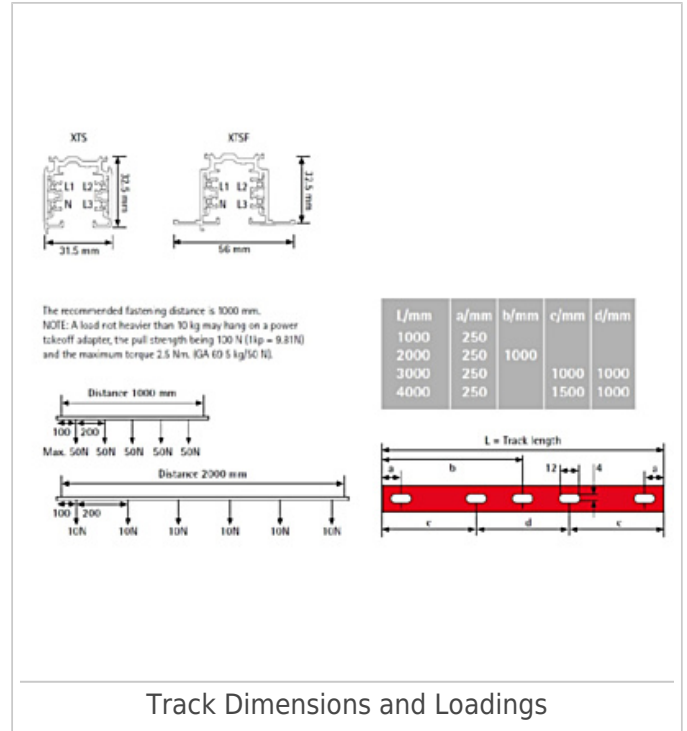 XTS
XTSF
L1 L2
N L3
32.5 mm
31.5 mm
L1 L2
N L3
32.5 mm
56 mm
The recommended fastening distance is 1000 mm.
NOTE: A load not heavier than 10 kg may hang on a power
takeoff adapter, the pull strength being 100 N (1kp = 9.81N)
and the maximum torque 2.5 Nm. (GA 69 5 kg/50 N).
Distance 1000 mm
100 200
Max. 50N 50N 50N 50N 50N
Distance 2000 mm
100 200
10N 10N 10N 10N 10N 10N
L/mm a/mm b/mm c/mm d/mm
1000 250
2000 250 1000
3000 250 1000 1000
4000 250 1500 1000
L = Track length
a b 12 4 a
c d c
Track Dimensions and Loadings